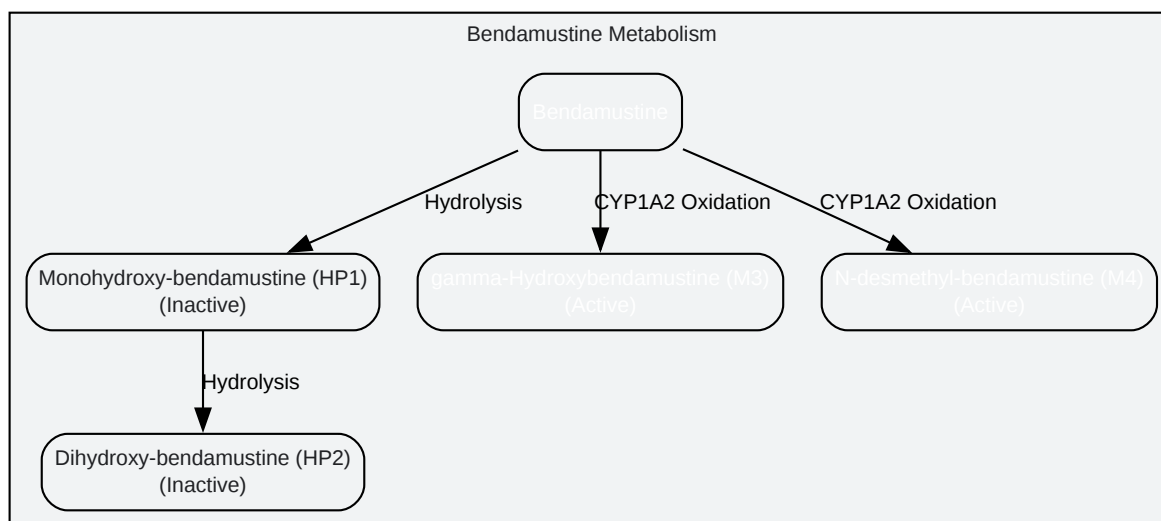 Bendamustine Metabolism
Bendamustine
Hydrolysis
CYP1A2 Oxidation
CYP1A2 Oxidation
Monohydroxy-bendamustine (HP1)
(Inactive)
gamma-Hydroxybendamustine (M3)
(Active)
N-desmethyl-bendamustine (M4)
(Active)
Hydrolysis
Dihydroxy-bendamustine (HP2)
(Inactive)